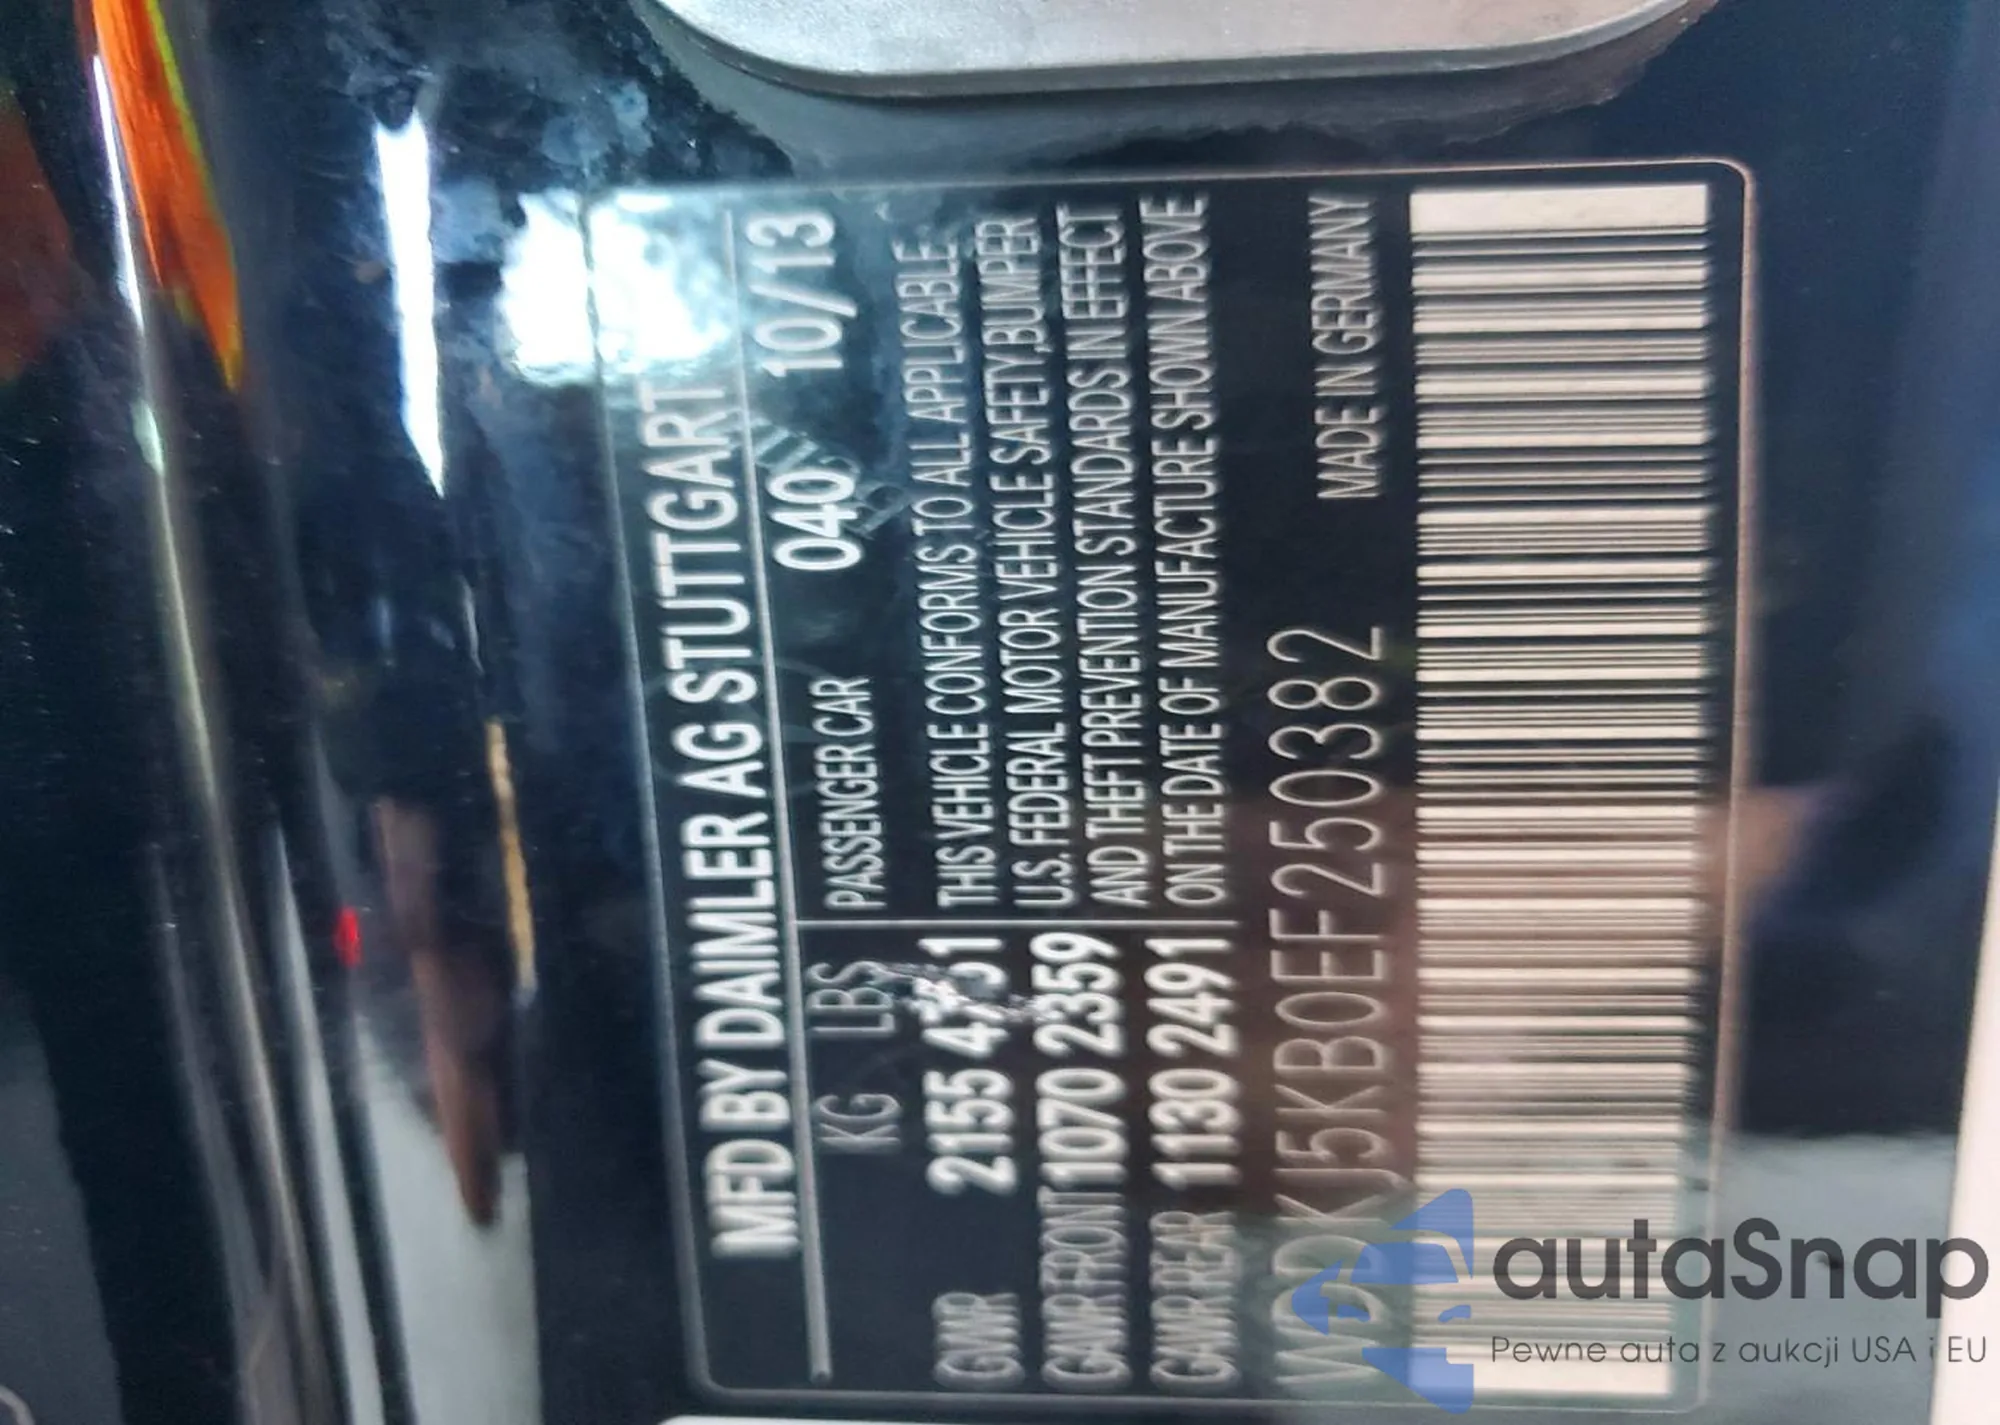 MFD BY DAIMLER AG STUTTGART
KG LBS PASSENGER CAR 040 10/13
GVWR 2155 THIS VEHICLE CONFORMS TO ALL APPLICABLE
GAWR FRONT 1070 2359 U.S. FEDERAL MOTOR VEHICLE SAFETY,BUMPER
GAWR REAR 1130 2491 AND THEFT PREVENTION STANDARDS IN EFFECT
ON THE DATE OF MANUFACTURE SHOWN ABOVE
WDDKJ5KB0EF250382 MADE IN GERMANY
autaSnap
Pewne auta z aukcji USA i EU